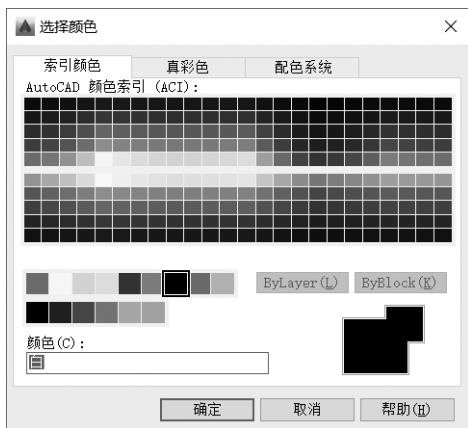 选择颜色
索引颜色 真彩色 配色系统
AutoCAD 颜色索引 (ACI):
ByLayer(L) ByBlock(K)
颜色(C):
白
确定 取消 帮助(H)